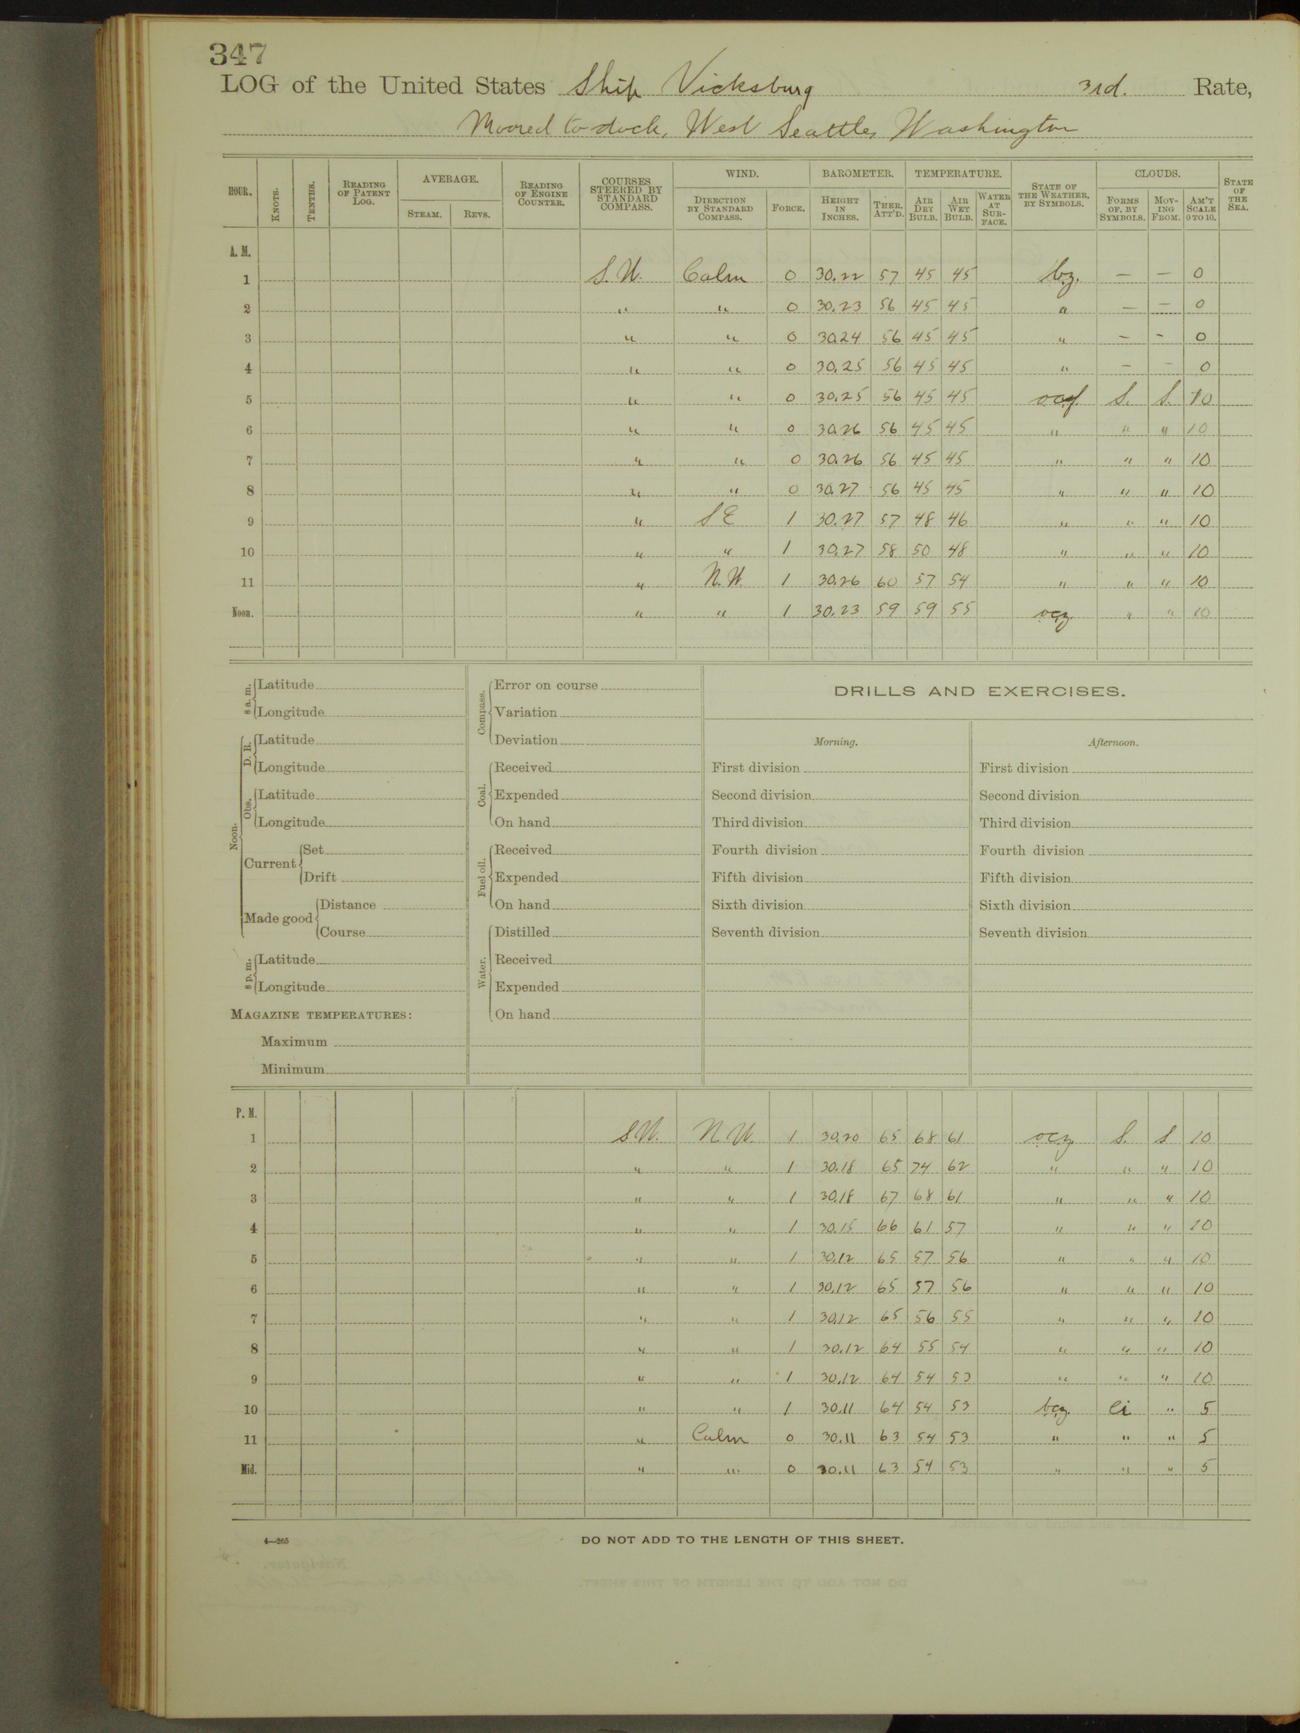 347
LOG of the United States Ship Vicksburg 3rd. Rate,
Moored to dock, West Seattle, Washington
HOUR. KNOTS. TENTHS. READING OF PATENT LOG. AVERAGE. STEAM. REVS. READING OF ENGINE COUNTER. COURSES STEERED BY STANDARD COMPASS. WIND. DIRECTION BY STANDARD COMPASS. FORCE. BAROMETER. HEIGHT IN INCHES. THER. ATT'D. TEMPERATURE. AIR DRY BULB. AIR WET BULB. WATER AT SURFACE. STATE OF THE WEATHER, BY SYMBOLS. CLOUDS. FORMS OF, BY SYMBOLS. MOVING FROM. AM'T SCALE 0 TO 10. STATE OF THE SEA.
A. M.
1 S.W. Calm 0 30.22 57 45 45 bz. — — 0
2 " " 0 30.23 56 45 45 " — — 0
3 " " 0 30.24 56 45 45 " — - 0
4 " " 0 30.25 56 45 45 " — - 0
5 " " 0 30.25 56 45 45 S. S. 10
6 " " 0 30.26 56 45 45 " " " 10
7 " " 0 30.26 56 45 45 " " " 10
8 " " 0 30.27 56 45 45 " " " 10
9 " SE 1 30.27 57 48 46 " " " 10
10 " " 1 30.27 58 50 48 " " " 10
11 " N.W. 1 30.26 60 57 54 " " " 10
Noon. " " 1 30.23 59 59 55 ocz " " 10
8 a. m. Latitude
Longitude
Noon. D. R. Latitude
Longitude
Obs. Latitude
Longitude
Current Set
Drift
Made good Distance
Course
8 p. m. Latitude
Longitude
MAGAZINE TEMPERATURES:
Maximum
Minimum
Compass. Error on course
Variation
Deviation
Coal. Received
Expended
On hand
Fuel oil. Received
Expended
On hand
Water. Distilled
Received
Expended
On hand
DRILLS AND EXERCISES.
Morning. Afternoon.
First division First division
Second division Second division
Third division Third division
Fourth division Fourth division
Fifth division Fifth division
Sixth division Sixth division
Seventh division Seventh division
P. M.
1 S.W. N.W. 1 30.20 65 68 61 ocz S. S 10
2 " " 1 30.18 65 74 62 " " " 10
3 " " 1 30.18 67 68 61 " " " 10
4 " " 1 30.15 66 61 57 " " " 10
5 " " 1 30.12 65 57 56 " " " 10
6 " " 1 30.12 65 57 56 " " " 10
7 " " 1 30.12 65 56 55 " " " 10
8 " " 1 30.12 64 55 54 " " " 10
9 " " 1 30.12 64 54 53 " " " 10
10 " " 1 30.11 64 54 53 bcz. Ci " 5
11 " Calm 0 30.11 63 54 53 " " " 5
Mid. " " 0 30.11 63 54 53 " " " 5
4—265 DO NOT ADD TO THE LENGTH OF THIS SHEET.